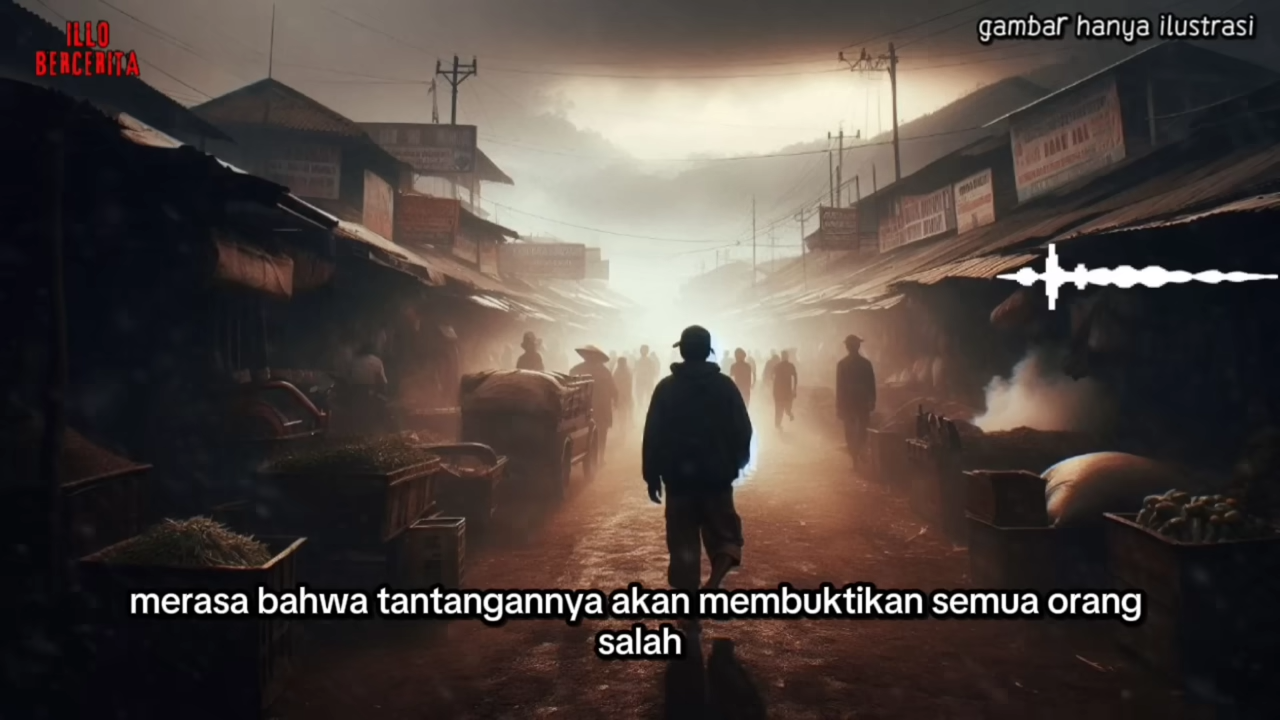 ILLO
BERCERITA
gambar hanya ilustrasi
merasa bahwa tantangannya akan membuktikan semua orang
salah